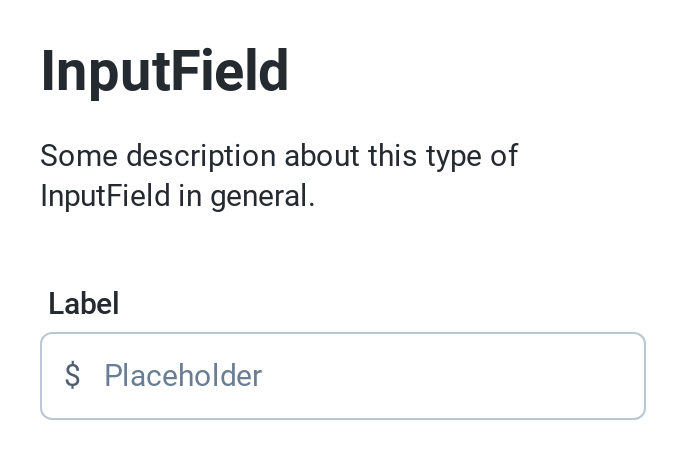 InputField
Some description about this type of
InputField in general.
Label
$ Placeholder